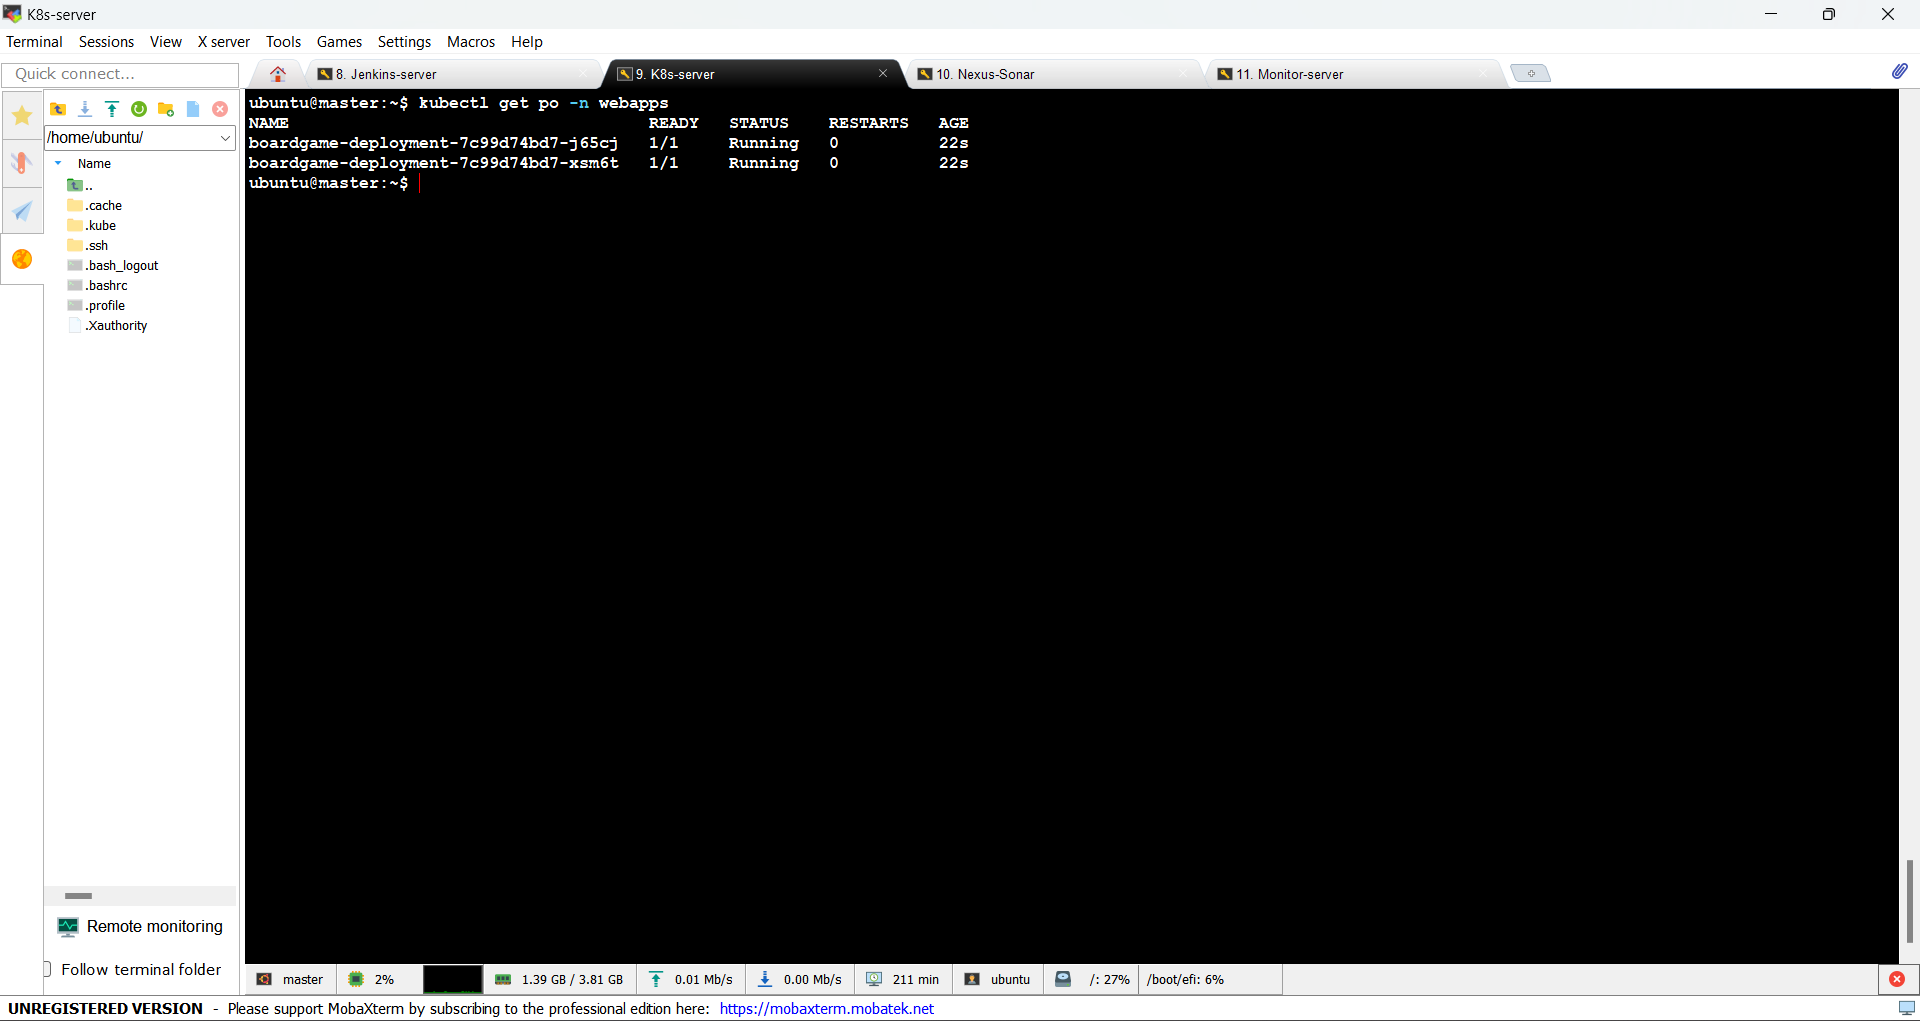 K8s-server
Terminal Sessions View X server Tools Games Settings Macros Help
Quick connect...
8. Jenkins-server
9. K8s-server
10. Nexus-Sonar
11. Monitor-server
/home/ubuntu/
Name
..
.cache
.kube
.ssh
.bash_logout
.bashrc
.profile
.Xauthority
Remote monitoring
Follow terminal folder
ubuntu@master:~$ kubectl get po -n webapps
NAME READY STATUS RESTARTS AGE
boardgame-deployment-7c99d74bd7-j65cj 1/1 Running 0 22s
boardgame-deployment-7c99d74bd7-xsm6t 1/1 Running 0 22s
ubuntu@master:~$
master 2% 1.39 GB / 3.81 GB 0.01 Mb/s 0.00 Mb/s 211 min ubuntu /: 27% /boot/efi: 6%
UNREGISTERED VERSION - Please support MobaXterm by subscribing to the professional edition here: https://mobaxterm.mobatek.net